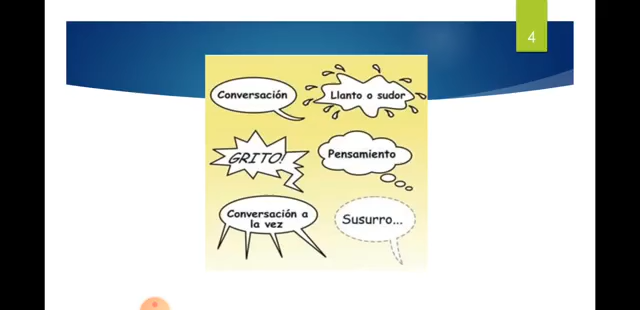 4
Conversación
Llanto o sudor
GRITO!
Pensamiento
Conversación a
la vez
Susurro...